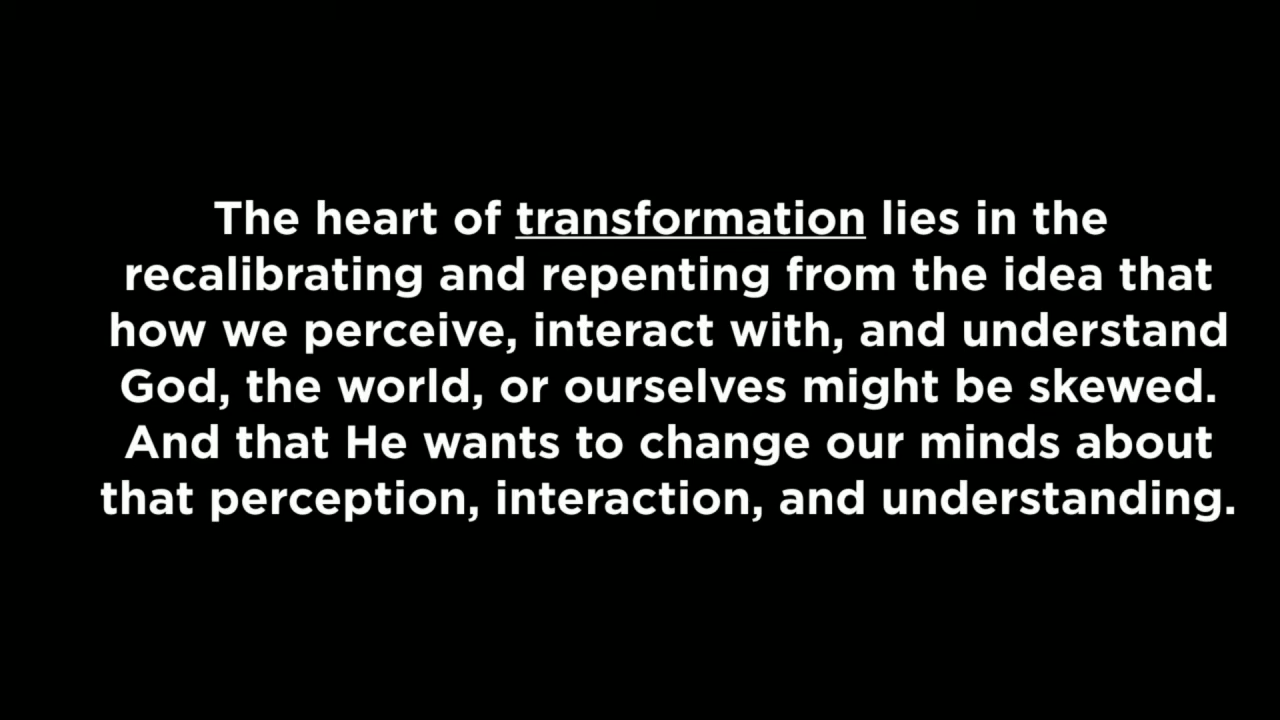 The heart of transformation lies in the
recalibrating and repenting from the idea that
how we perceive, interact with, and understand
God, the world, or ourselves might be skewed.
And that He wants to change our minds about
that perception, interaction, and understanding.